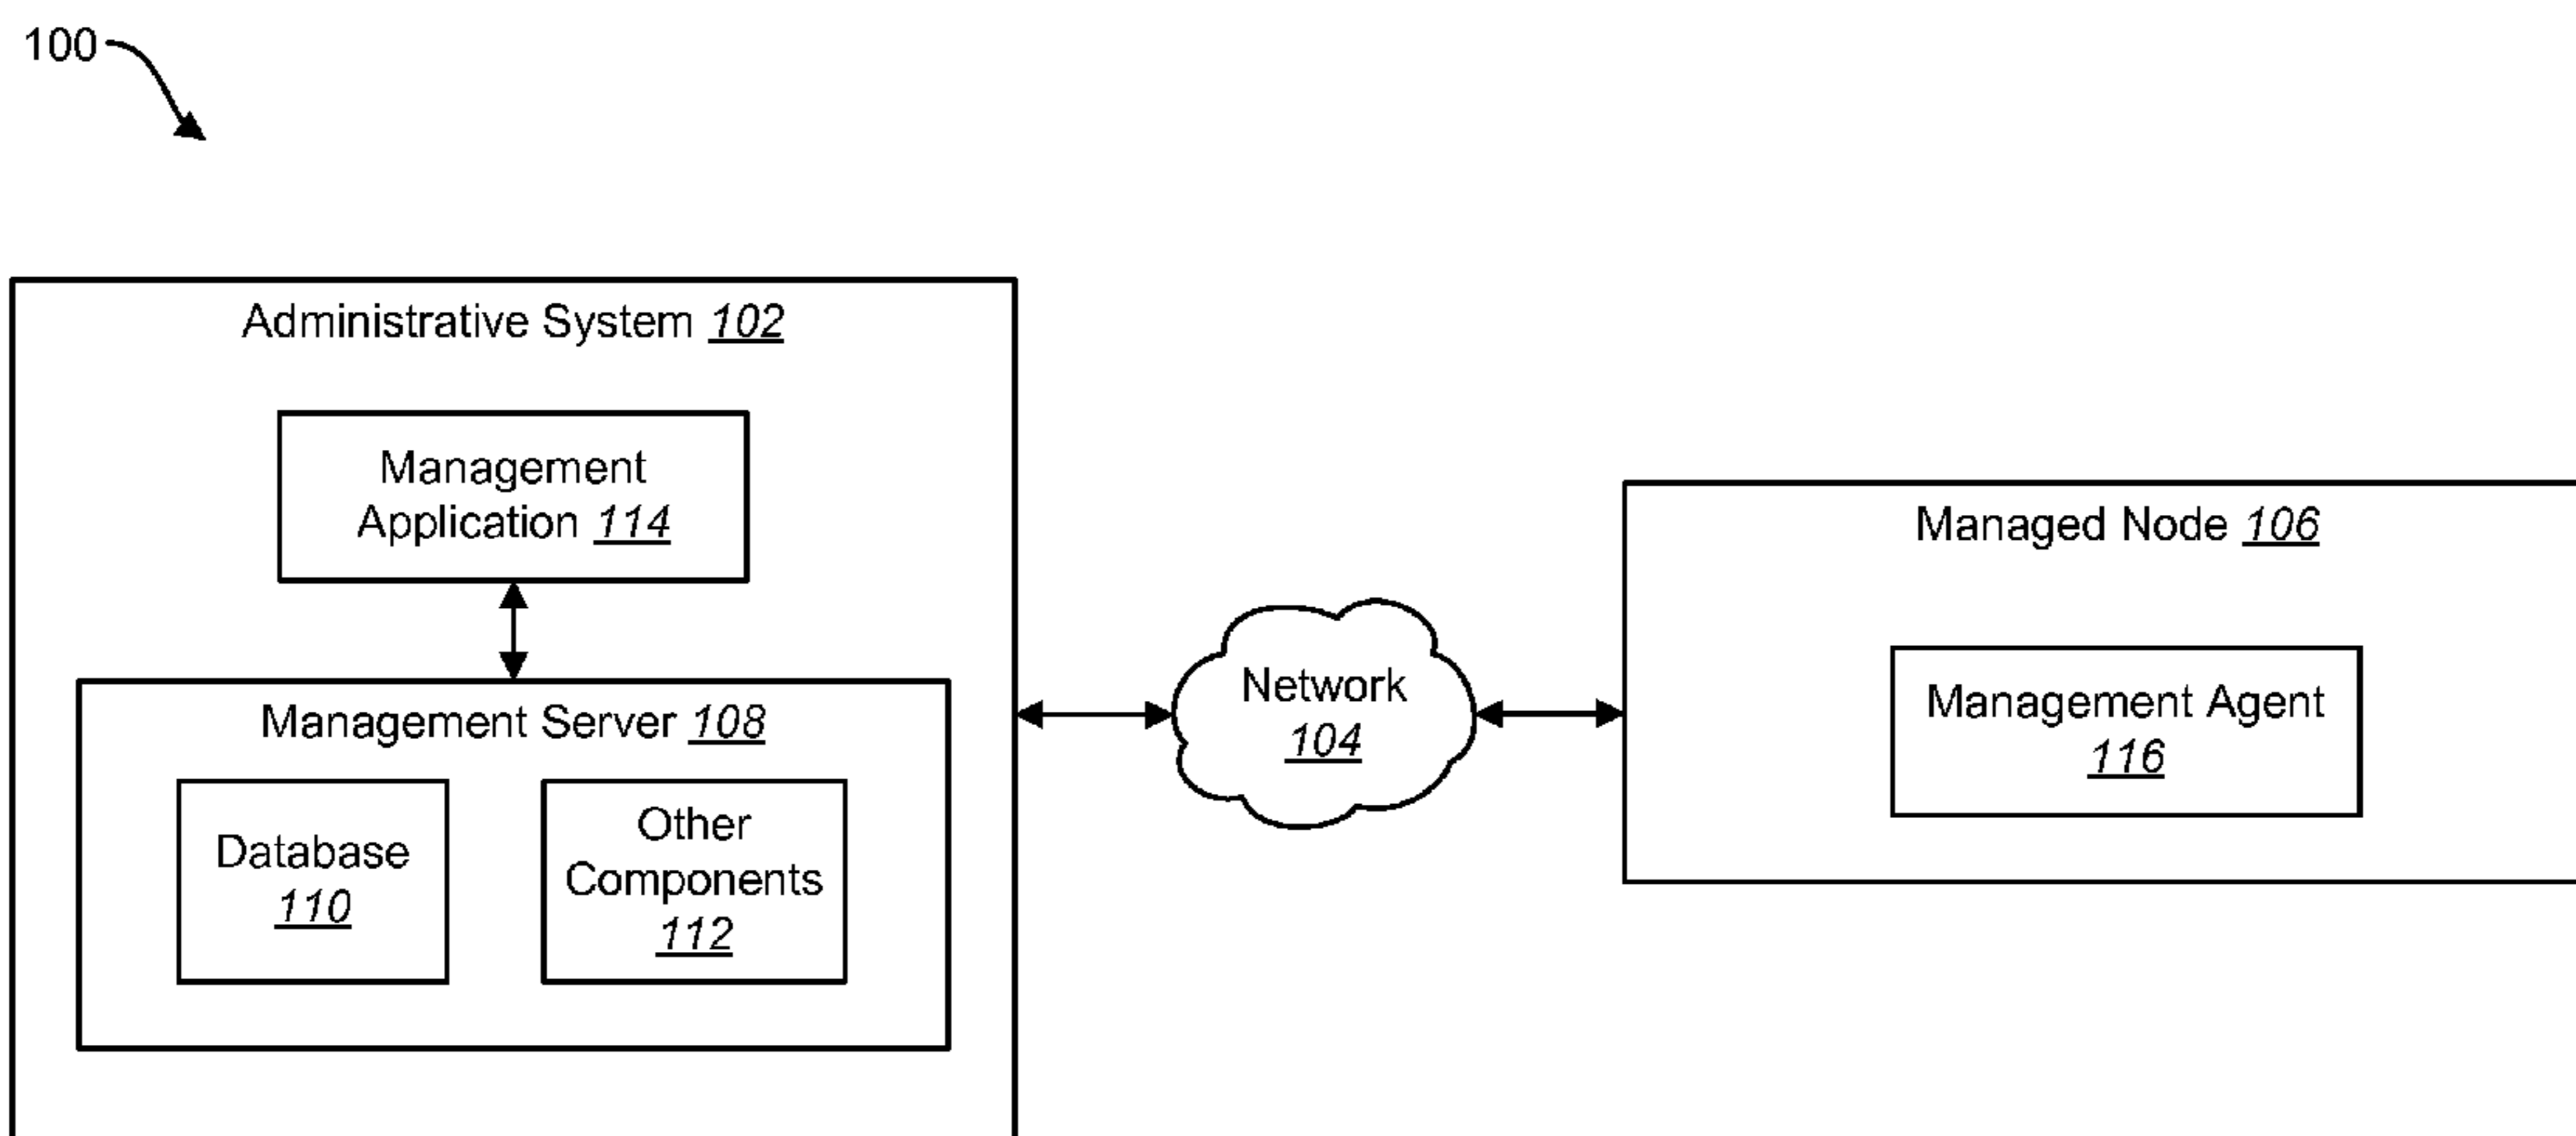 100
Administrative System 102
Management
Application 114
Management Server 108
Database
110
Other
Components
112
Network
104
Managed Node 106
Management Agent
116